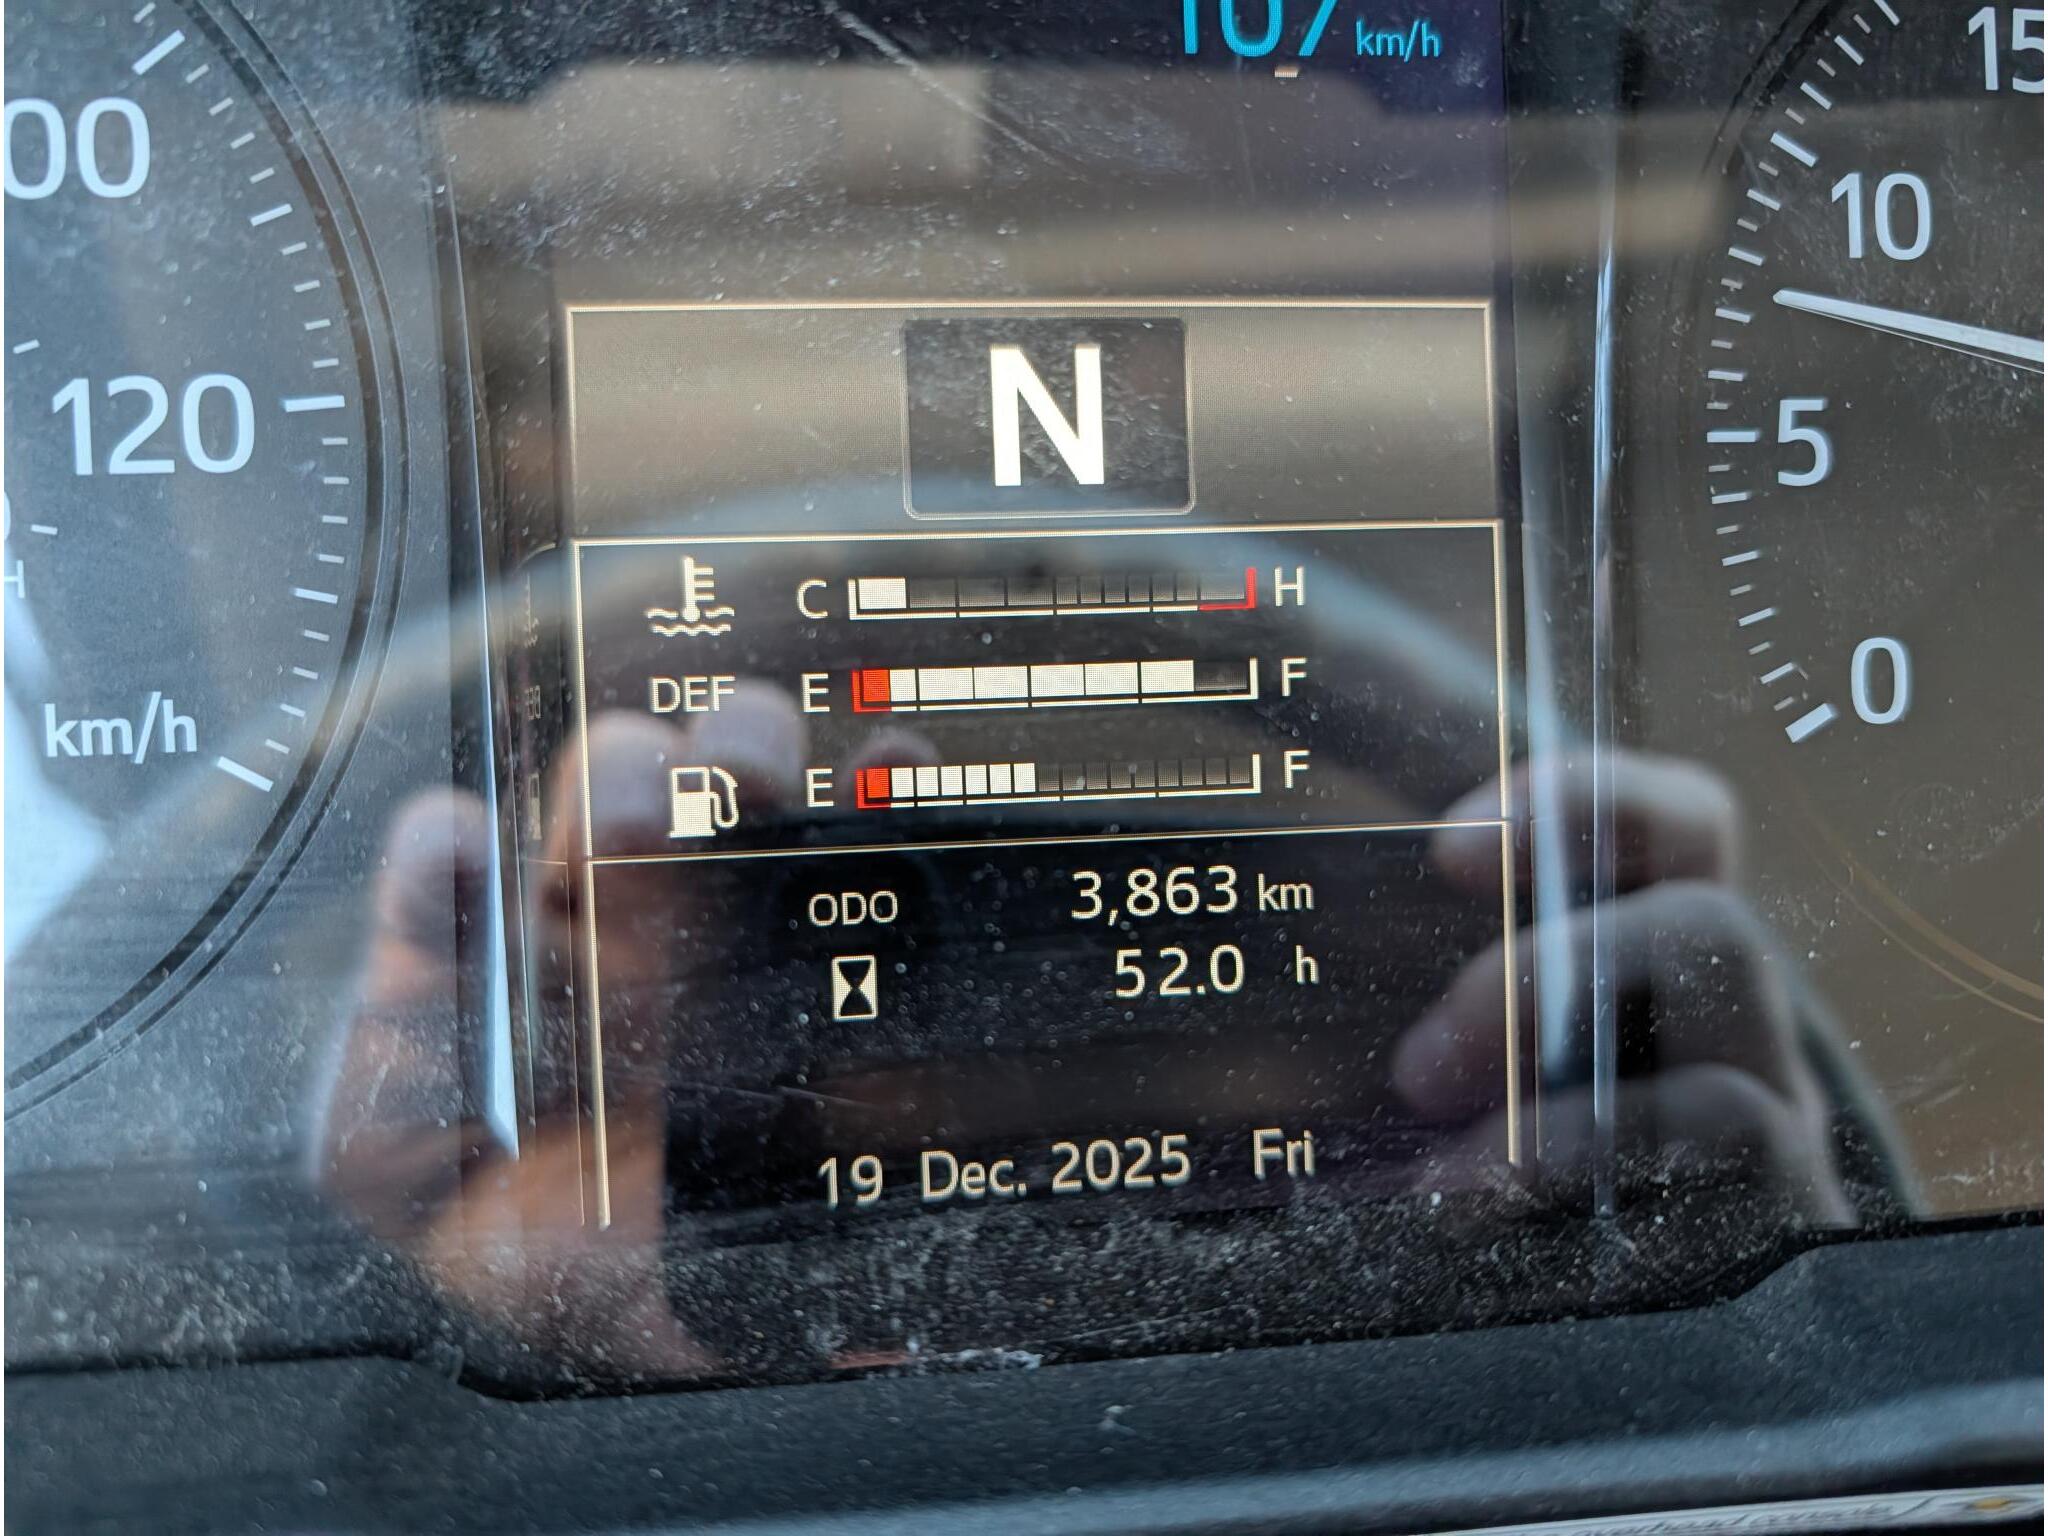 107 km/h
15
00
10
N
120
5
C H
DEF E F
E F
0
km/h
ODO 3,863 km
52.0 h
19 Dec. 2025 Fri